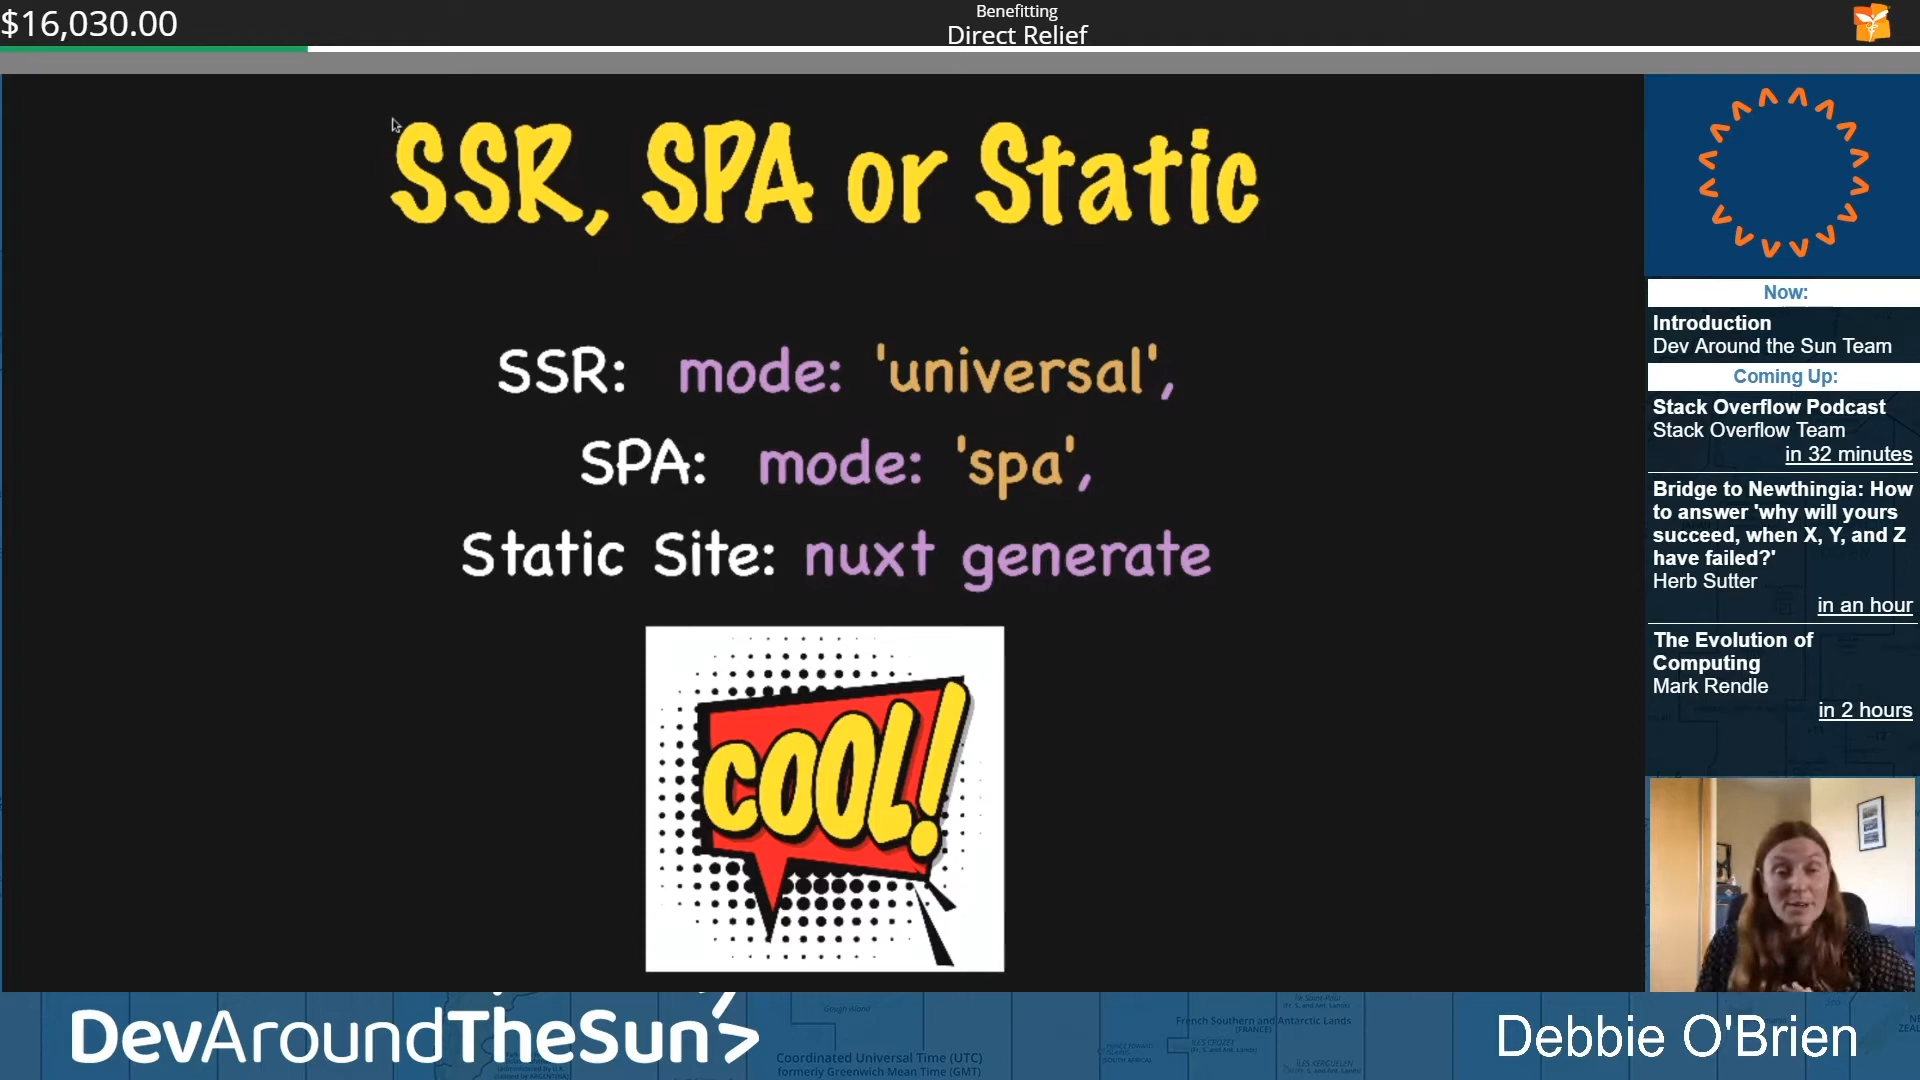 $16,030.00
Benefitting
Direct Relief
SSR, SPA or Static
SSR: mode: 'universal',
SPA: mode: 'spa',
Static Site: nuxt generate
COOL!
Now:
Introduction
Dev Around the Sun Team
Coming Up:
Stack Overflow Podcast
Stack Overflow Team
in 32 minutes
Bridge to Newthingia: How
to answer 'why will yours
succeed, when X, Y, and Z
have failed?'
Herb Sutter
in an hour
The Evolution of
Computing
Mark Rendle
in 2 hours
DevAroundTheSun
Gough Island
Coordinated Universal Time (UTC)
formerly Greenwich Mean Time (GMT)
French Southern and Antarctic Lands
(FRANCE)
Debbie O'Brien